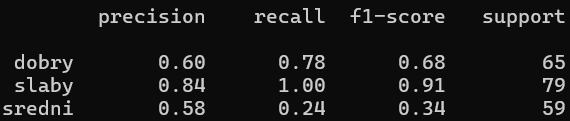 precision recall f1-score support
dobry 0.60 0.78 0.68 65
slaby 0.84 1.00 0.91 79
sredni 0.58 0.24 0.34 59